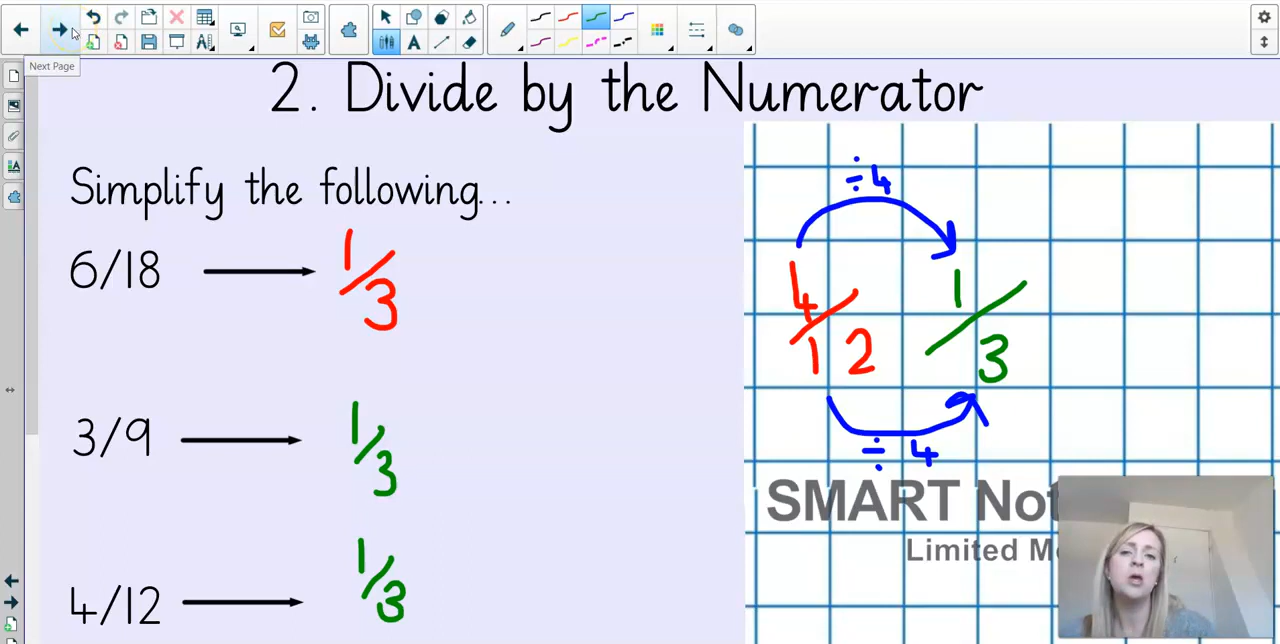 Next Page
2. Divide by the Numerator
Simplify the following...
6/18 1/3
3/9 1/3
4/12 1/3
÷4
4/12 1/3
÷ 4
SMART Not
Limited M